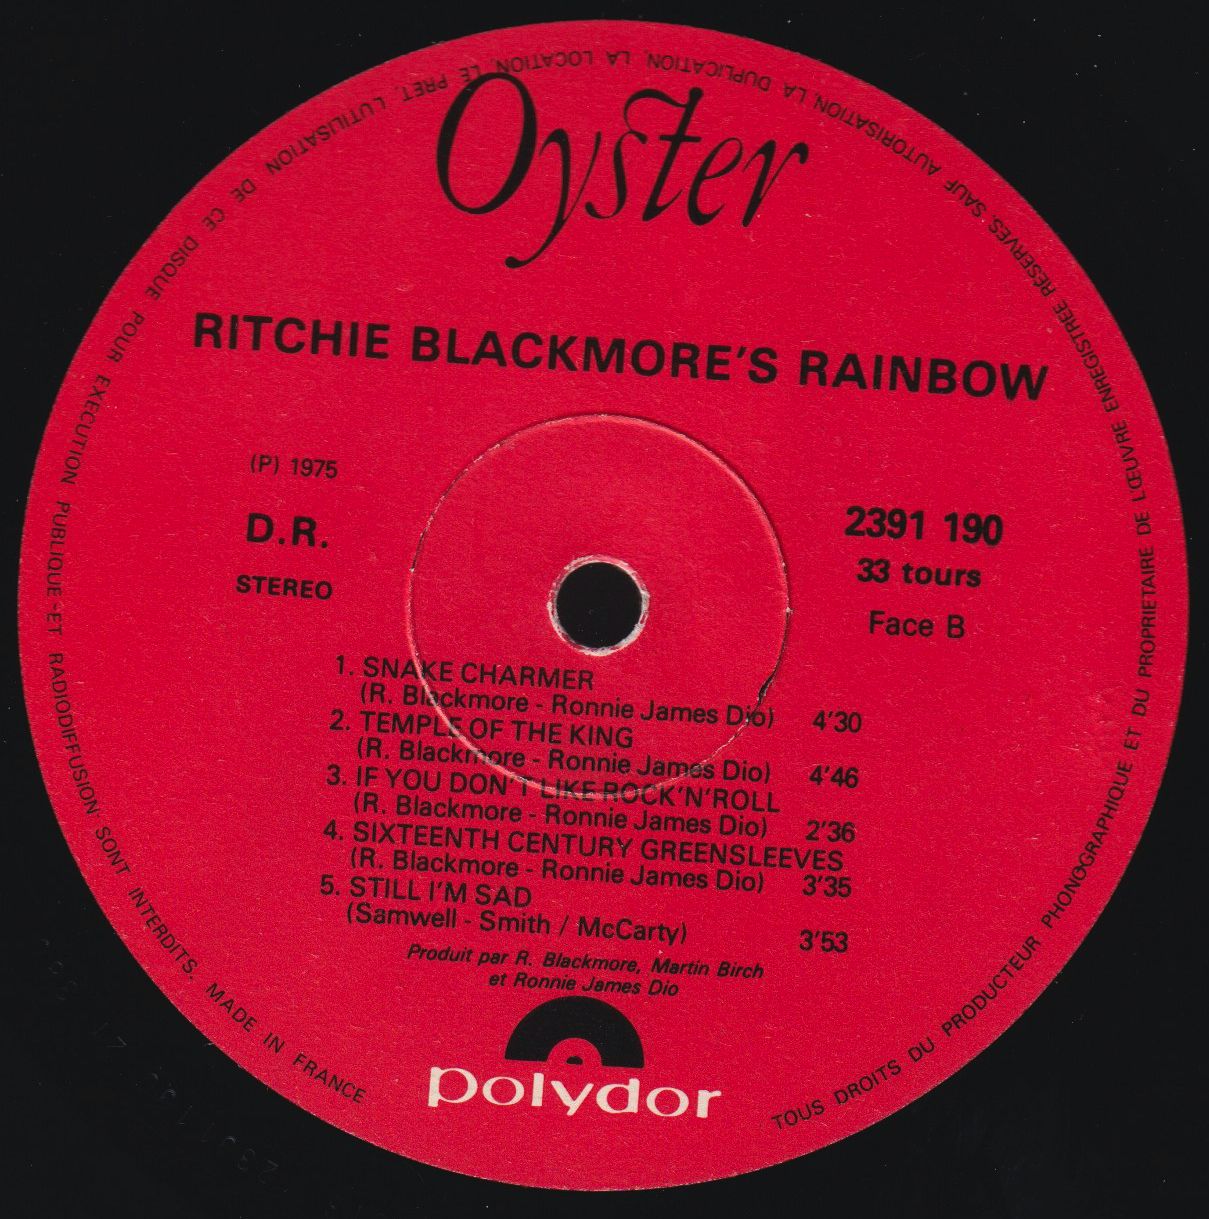 Oyster
RITCHIE BLACKMORE'S RAINBOW
(P) 1975
D.R.
STEREO
2391 190
33 tours
Face B
1. SNAKE CHARMER
(R. Blackmore - Ronnie James Dio) 4'30
2. TEMPLE OF THE KING
(R. Blackmore - Ronnie James Dio) 4'46
3. IF YOU DON'T LIKE ROCK'N'ROLL
(R. Blackmore - Ronnie James Dio) 2'36
4. SIXTEENTH CENTURY GREENSLEEVES
(R. Blackmore - Ronnie James Dio) 3'35
5. STILL I'M SAD
(Samwell - Smith / McCarty) 3'53
Produit par R. Blackmore, Martin Birch
et Ronnie James Dio
polydor
TOUS DROITS DU PRODUCTEUR PHONOGRAPHIQUE ET DU PROPRIETAIRE DE L'ŒUVRE ENREGISTREE RESERVES. SAUF AUTORISATION, LA DUPLICATION, LA LOCATION, LE PRET, L'UTILISATION DE CE DISQUE POUR EXECUTION PUBLIQUE - ET RADIODIFFUSION SONT INTERDITS. MADE IN FRANCE